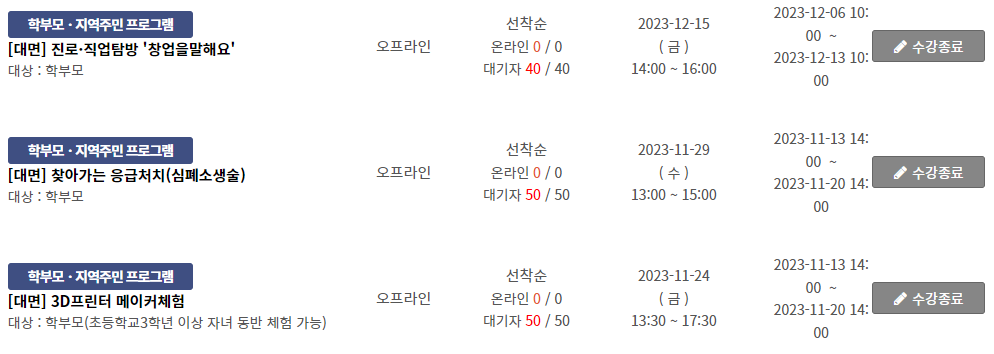 학부모 · 지역주민 프로그램
[대면] 진로·직업탐방 '창업을말해요'
대상 : 학부모
오프라인
선착순
온라인 0 / 0
대기자 40 / 40
2023-12-15
( 금 )
14:00 ~ 16:00
2023-12-06 10:
00 ~
2023-12-13 10:
00
수강종료
학부모 · 지역주민 프로그램
[대면] 찾아가는 응급처치(심폐소생술)
대상 : 학부모
오프라인
선착순
온라인 0 / 0
대기자 50 / 50
2023-11-29
( 수 )
13:00 ~ 15:00
2023-11-13 14:
00 ~
2023-11-20 14:
00
수강종료
학부모 · 지역주민 프로그램
[대면] 3D프린터 메이커체험
대상 : 학부모(초등학교3학년 이상 자녀 동반 체험 가능)
오프라인
선착순
온라인 0 / 0
대기자 50 / 50
2023-11-24
( 금 )
13:30 ~ 17:30
2023-11-13 14:
00 ~
2023-11-20 14:
00
수강종료